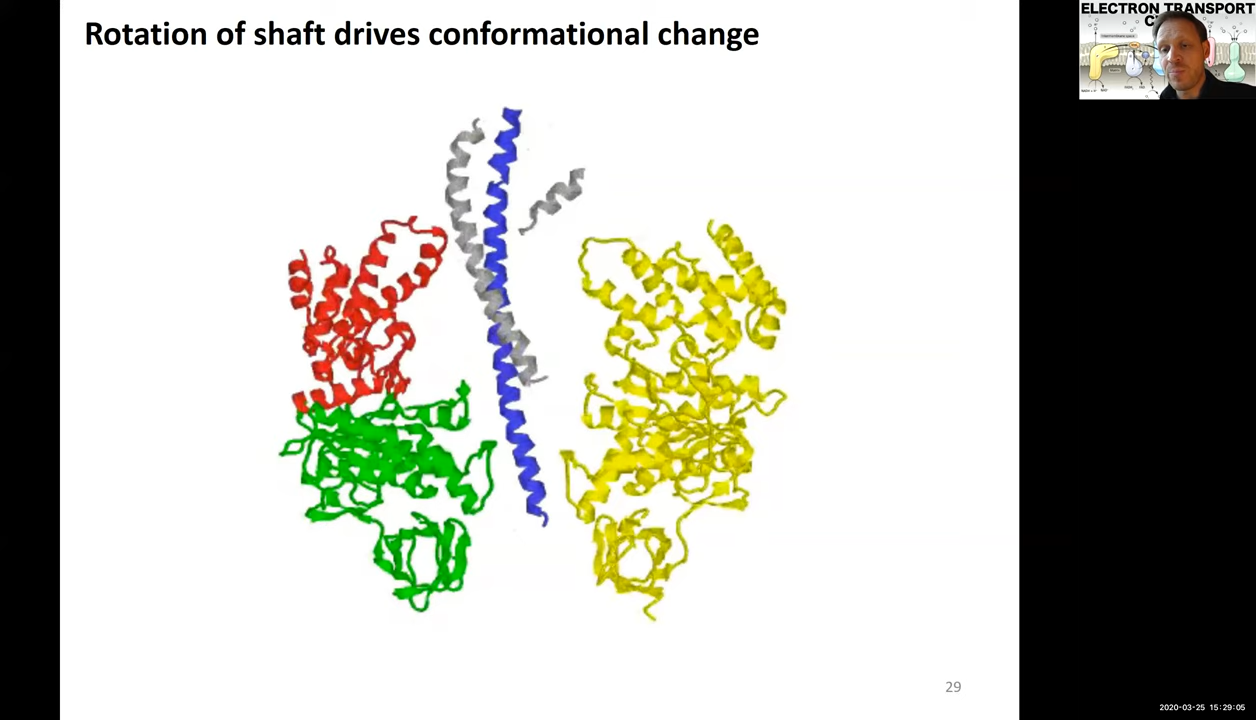 Rotation of shaft drives conformational change
ELECTRON TRANSPORT
29
2020-03-25 15:29:05